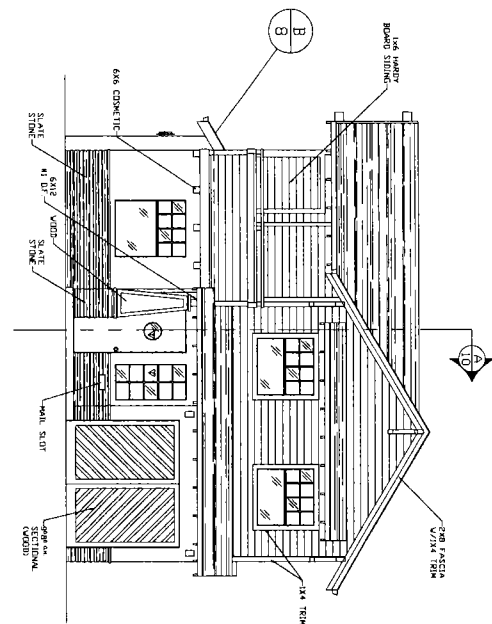 B
8
1x6 HARDY
BOARD SIDING
6X6 COSMETIC
SLATE
STONE
6X12
#1 D.F.
WOOD
SLATE
STONE
A
10
MAIL SLOT
SECTIONAL
(WOOD)
2x8 FASCIA
W/1X4 TRIM
1X4 TRIM